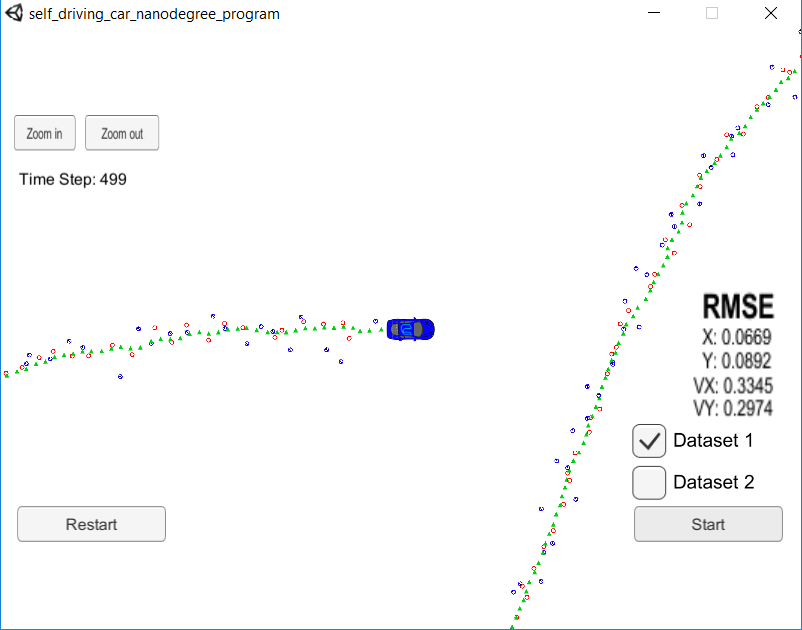 self_driving_car_nanodegree_program
Zoom in
Zoom out
Time Step: 499
RMSE
X: 0.0669
Y: 0.0892
VX: 0.3345
VY: 0.2974
Dataset 1
Dataset 2
Restart
Start